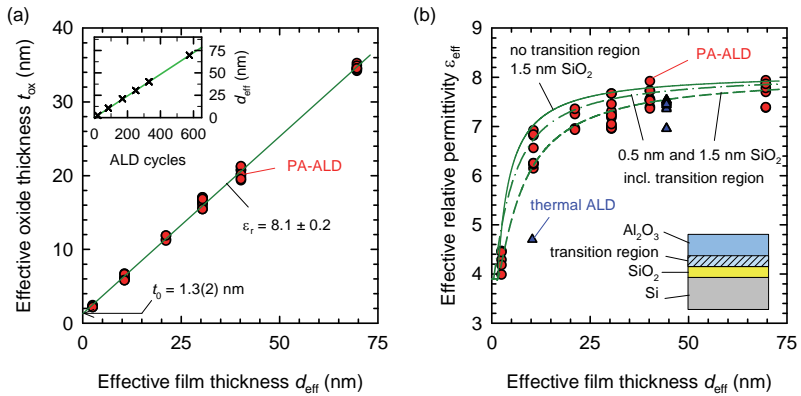 (a)
40
30
20
10
0
Effective oxide thickness tox (nm)
75
50
25
0
deff (nm)
0 200 400 600
ALD cycles
PA-ALD
εr = 8.1 ± 0.2
t0 = 1.3(2) nm
0 25 50 75
Effective film thickness deff (nm)
(b)
9
8
7
6
5
4
3
Effective relative permittivity εeff
no transition region
1.5 nm SiO2
PA-ALD
0.5 nm and 1.5 nm SiO2
incl. transition region
thermal ALD
Al2O3
transition region
SiO2
Si
0 25 50 75
Effective film thickness deff (nm)